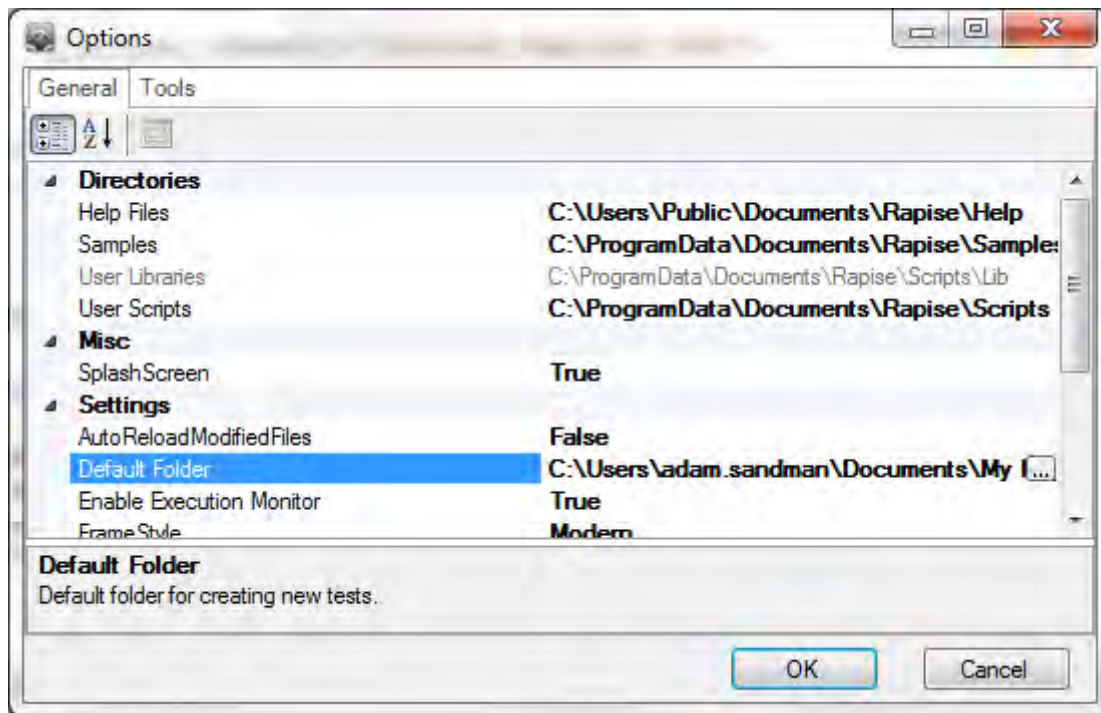 Options
General Tools
Directories
Help Files C:\Users\Public\Documents\Rapise\Help
Samples C:\ProgramData\Documents\Rapise\Samples
User Libraries C:\ProgramData\Documents\Rapise\Scripts\Lib
User Scripts C:\ProgramData\Documents\Rapise\Scripts
Misc
SplashScreen True
Settings
AutoReloadModifiedFiles False
Default Folder C:\Users\adam.sandman\Documents\My ...
Enable Execution Monitor True
FrameStyle Modern
Default Folder
Default folder for creating new tests.
OK Cancel